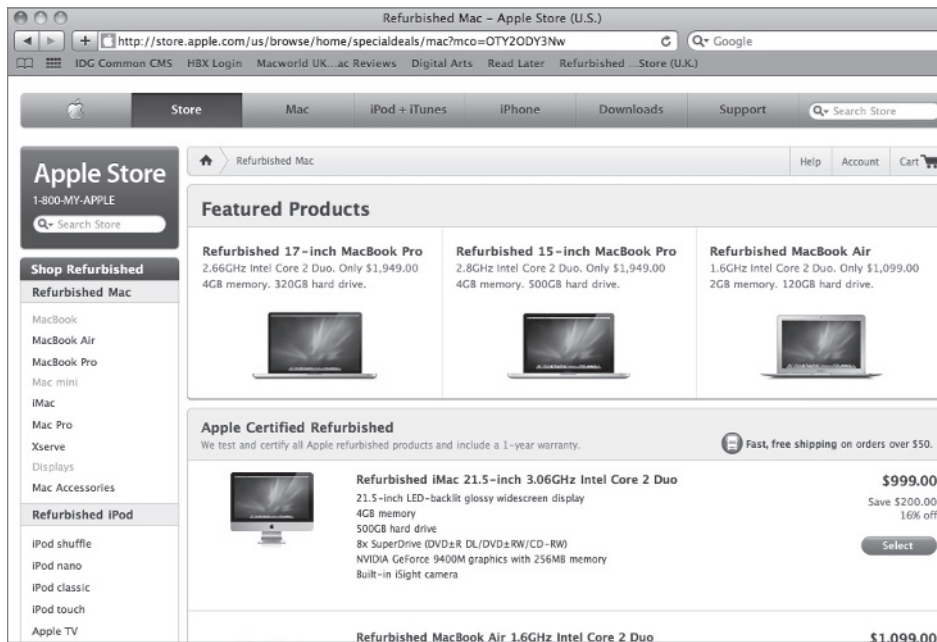 Refurbished Mac – Apple Store (U.S.)
http://store.apple.com/us/browse/home/specialdeals/mac?mco=OTY2ODY3Nw
Google
IDG Common CMS HBX Login Macworld UK...ac Reviews Digital Arts Read Later Refurbished ...Store (U.K.)
Store Mac iPod + iTunes iPhone Downloads Support Search Store
Apple Store
1-800-MY-APPLE
Search Store
Shop Refurbished
Refurbished Mac
MacBook
MacBook Air
MacBook Pro
Mac mini
iMac
Mac Pro
Xserve
Displays
Mac Accessories
Refurbished iPod
iPod shuffle
iPod nano
iPod classic
iPod touch
Apple TV
Refurbished Mac
Help Account Cart
Featured Products
Refurbished 17-inch MacBook Pro
2.66GHz Intel Core 2 Duo. Only $1,949.00
4GB memory. 320GB hard drive.
Refurbished 15-inch MacBook Pro
2.8GHz Intel Core 2 Duo. Only $1,949.00
4GB memory. 500GB hard drive.
Refurbished MacBook Air
1.6GHz Intel Core 2 Duo. Only $1,099.00
2GB memory. 120GB hard drive.
Apple Certified Refurbished
We test and certify all Apple refurbished products and include a 1-year warranty.
Fast, free shipping on orders over $50.
Refurbished iMac 21.5-inch 3.06GHz Intel Core 2 Duo
21.5-inch LED-backlit glossy widescreen display
4GB memory
500GB hard drive
8x SuperDrive (DVD±R DL/DVD±RW/CD-RW)
NVIDIA GeForce 9400M graphics with 256MB memory
Built-in iSight camera
$999.00
Save $200.00
16% off
Select
Refurbished MacBook Air 1.6GHz Intel Core 2 Duo
$1,099.00